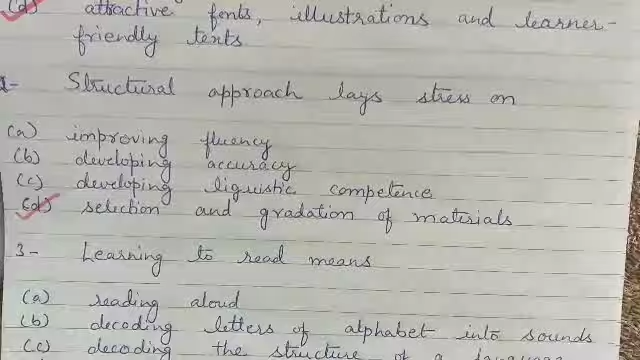 (d) attractive fonts, illustrations and learner-
friendly texts
Structural approach lays stress on
(a) improving fluency
(b) developing accuracy
(c) developing liguistic competence
(d) selection and gradation of materials
3- Learning to read means
(a) reading aloud
(b) decoding letters of alphabet into sounds
(c) decoding the structure of a language